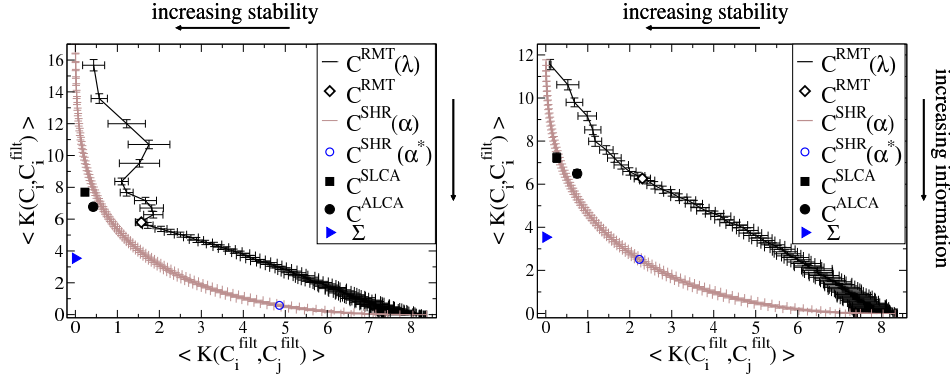 increasing stability
16
14
12
10
8
6
4
2
0
0 1 2 3 4 5 6 7 8
< K(C_i, C_i^filt) >
< K(C_i^filt, C_j^filt) >
C^RMT(λ)
C^RMT
C^SHR(α)
C^SHR(α*)
C^SLCA
C^ALCA
Σ
increasing stability
12
10
8
6
4
2
0
0 1 2 3 4 5 6 7 8
< K(C_i, C_i^filt) >
< K(C_i^filt, C_j^filt) >
C^RMT(λ)
C^RMT
C^SHR(α)
C^SHR(α*)
C^SLCA
C^ALCA
Σ
increasing information